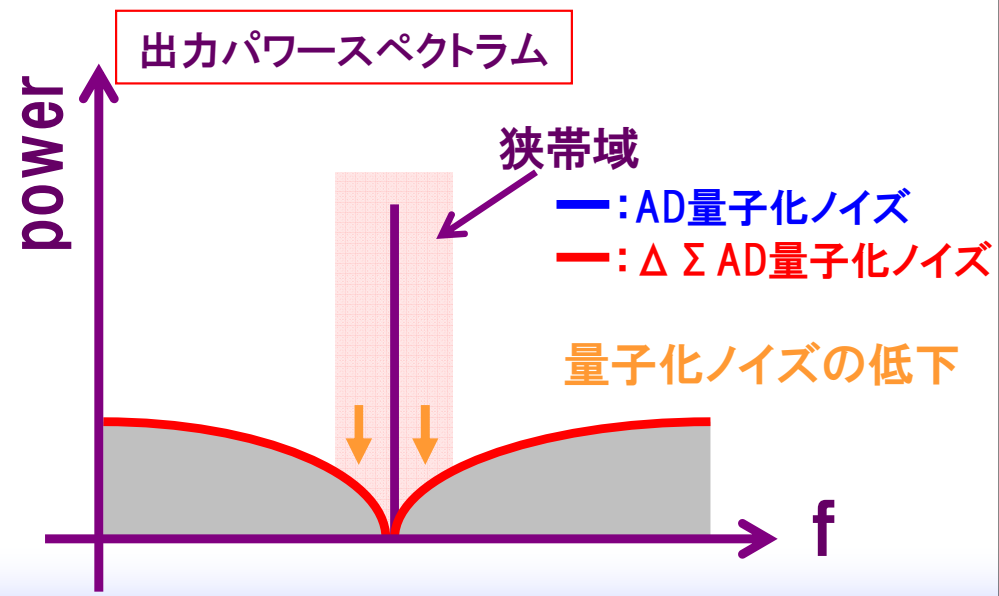 出力パワースペクトラム
power
狭帯域
:AD量子化ノイズ
:ΔΣAD量子化ノイズ
量子化ノイズの低下
f